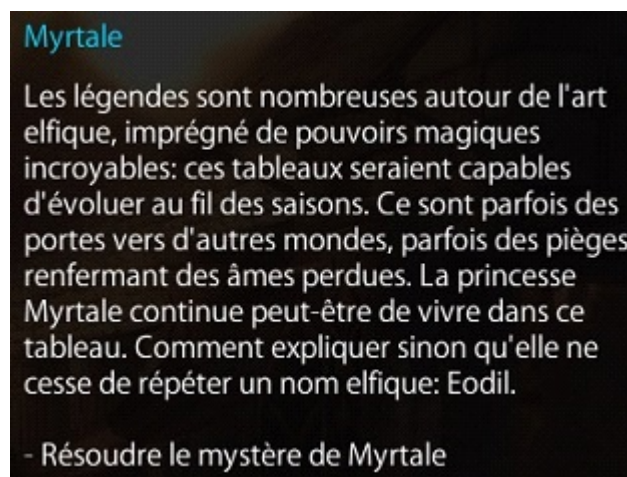 Myrtale
Les légendes sont nombreuses autour de l'art
elfique, imprégné de pouvoirs magiques
incroyables: ces tableaux seraient capables
d'évoluer au fil des saisons. Ce sont parfois des
portes vers d'autres mondes, parfois des pièges
renfermant des âmes perdues. La princesse
Myrtale continue peut-être de vivre dans ce
tableau. Comment expliquer sinon qu'elle ne
cesse de répéter un nom elfique: Eodil.
- Résoudre le mystère de Myrtale